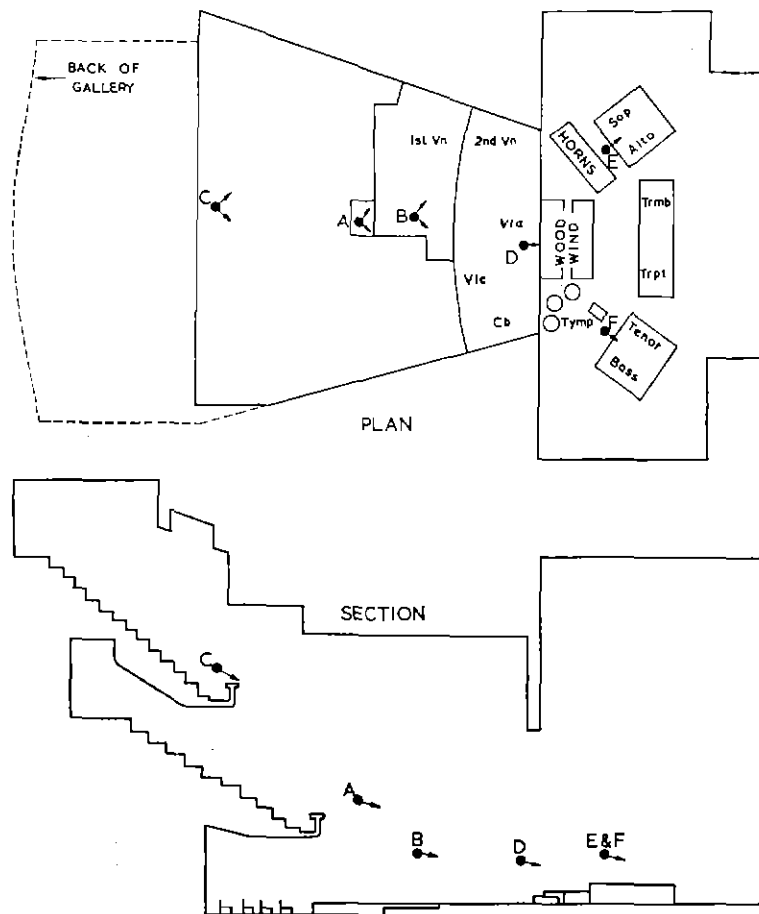 BACK OF
GALLERY
1st Vn
2nd Vn
HORNS
Sop
Alto
E
C
A
B
Vla
D
WOOD
WIND
Trmb
Trpt
Vlc
Cb
Tymp
F
Tenor
Bass
PLAN
SECTION
C
A
B
D
E&F